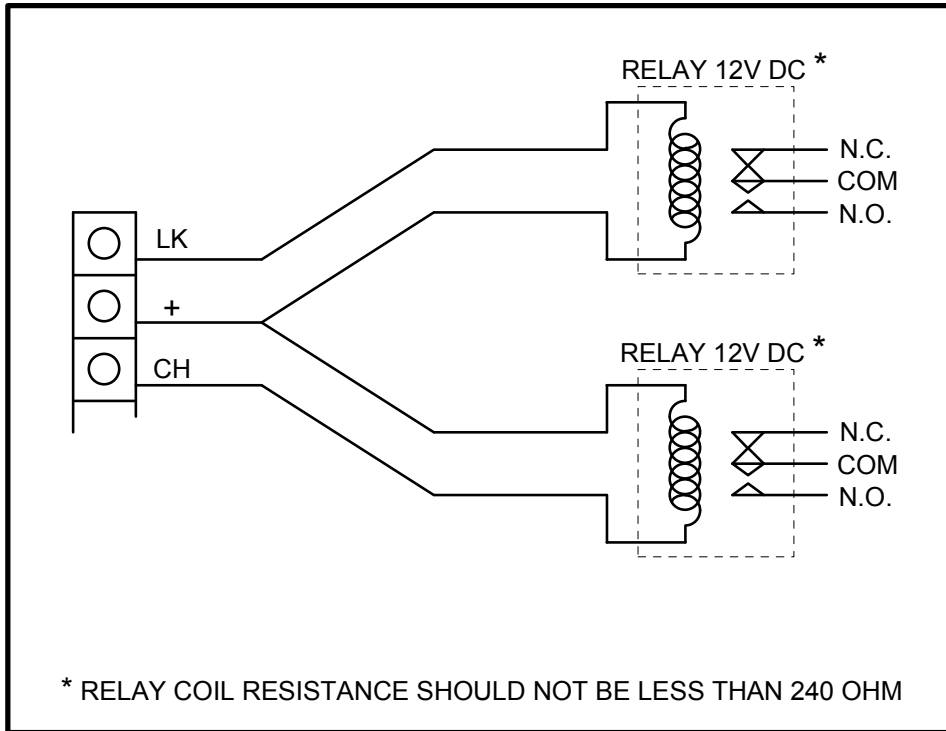 RELAY 12V DC *
N.C.
COM
N.O.
LK
+
CH
RELAY 12V DC *
N.C.
COM
N.O.
* RELAY COIL RESISTANCE SHOULD NOT BE LESS THAN 240 OHM